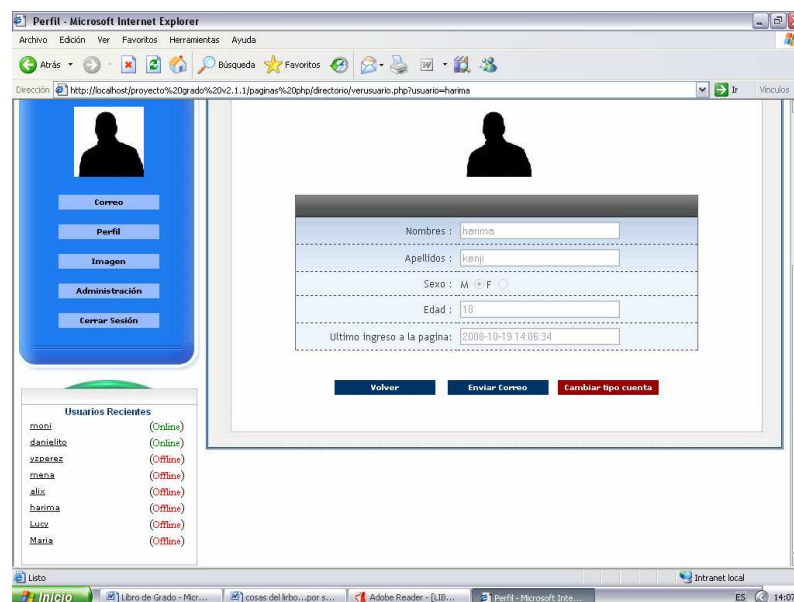 Perfil - Microsoft Internet Explorer
Archivo Edición Ver Favoritos Herramientas Ayuda
Atrás Búsqueda Favoritos
Dirección http://localhost/proyecto%20grado%20v2.1.1/paginas%20php/directorio/verusuario.php?usuario=harima Ir Vínculos
Correo
Perfil
Imagen
Administración
Cerrar Sesión
Nombres : harima
Apellidos : kenji
Sexo : M F
Edad : 18
Ultimo ingreso a la pagina: 2008-10-19 14:06:34
Volver Enviar Correo Cambiar tipo cuenta
Usuarios Recientes
moni (Online)
danielito (Online)
yzperez (Offline)
mena (Offline)
alix (Offline)
harima (Offline)
Lucy (Offline)
Maria (Offline)
Listo Intranet local
Inicio Libro de Grado - Micr... cosas del lirbo...por s... Adobe Reader - [LIB... Perfil - Microsoft Inte... ES 14:07